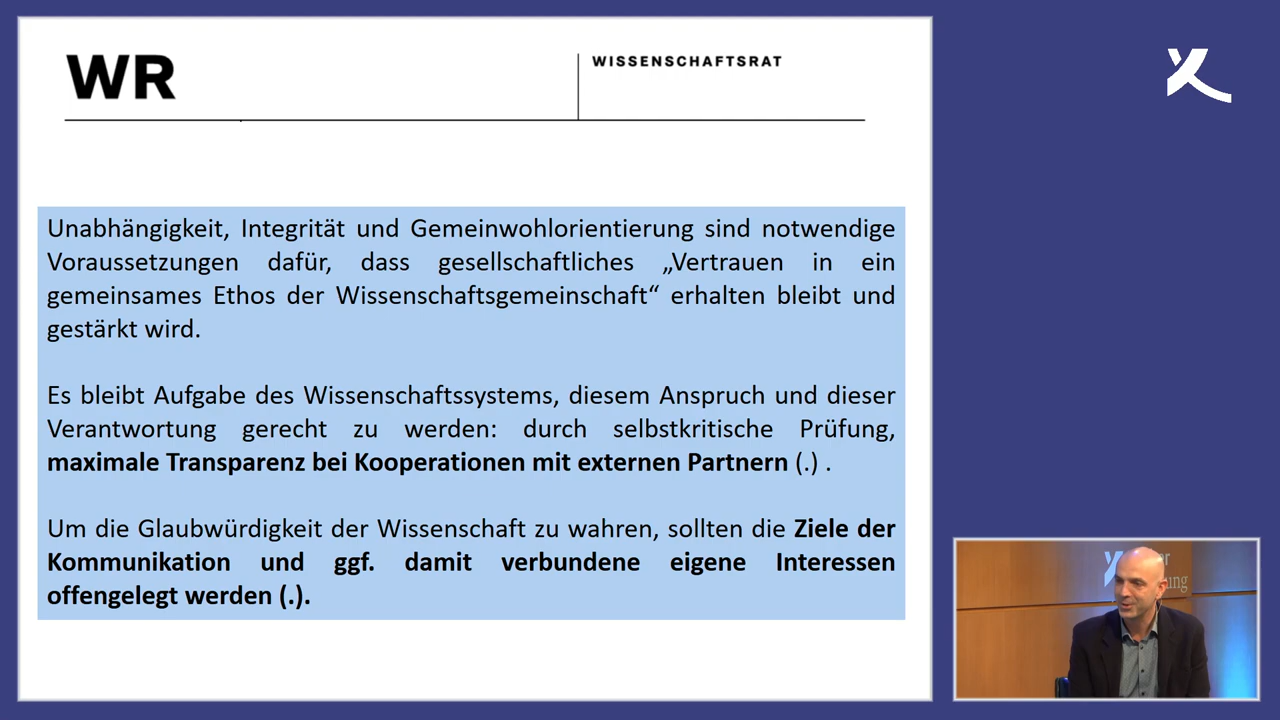 WR
WISSENSCHAFTSRAT
Unabhängigkeit, Integrität und Gemeinwohlorientierung sind notwendige
Voraussetzungen dafür, dass gesellschaftliches „Vertrauen in ein
gemeinsames Ethos der Wissenschaftsgemeinschaft“ erhalten bleibt und
gestärkt wird.
Es bleibt Aufgabe des Wissenschaftssystems, diesem Anspruch und dieser
Verantwortung gerecht zu werden: durch selbstkritische Prüfung,
maximale Transparenz bei Kooperationen mit externen Partnern (.) .
Um die Glaubwürdigkeit der Wissenschaft zu wahren, sollten die Ziele der
Kommunikation und ggf. damit verbundene eigene Interessen
offengelegt werden (.).